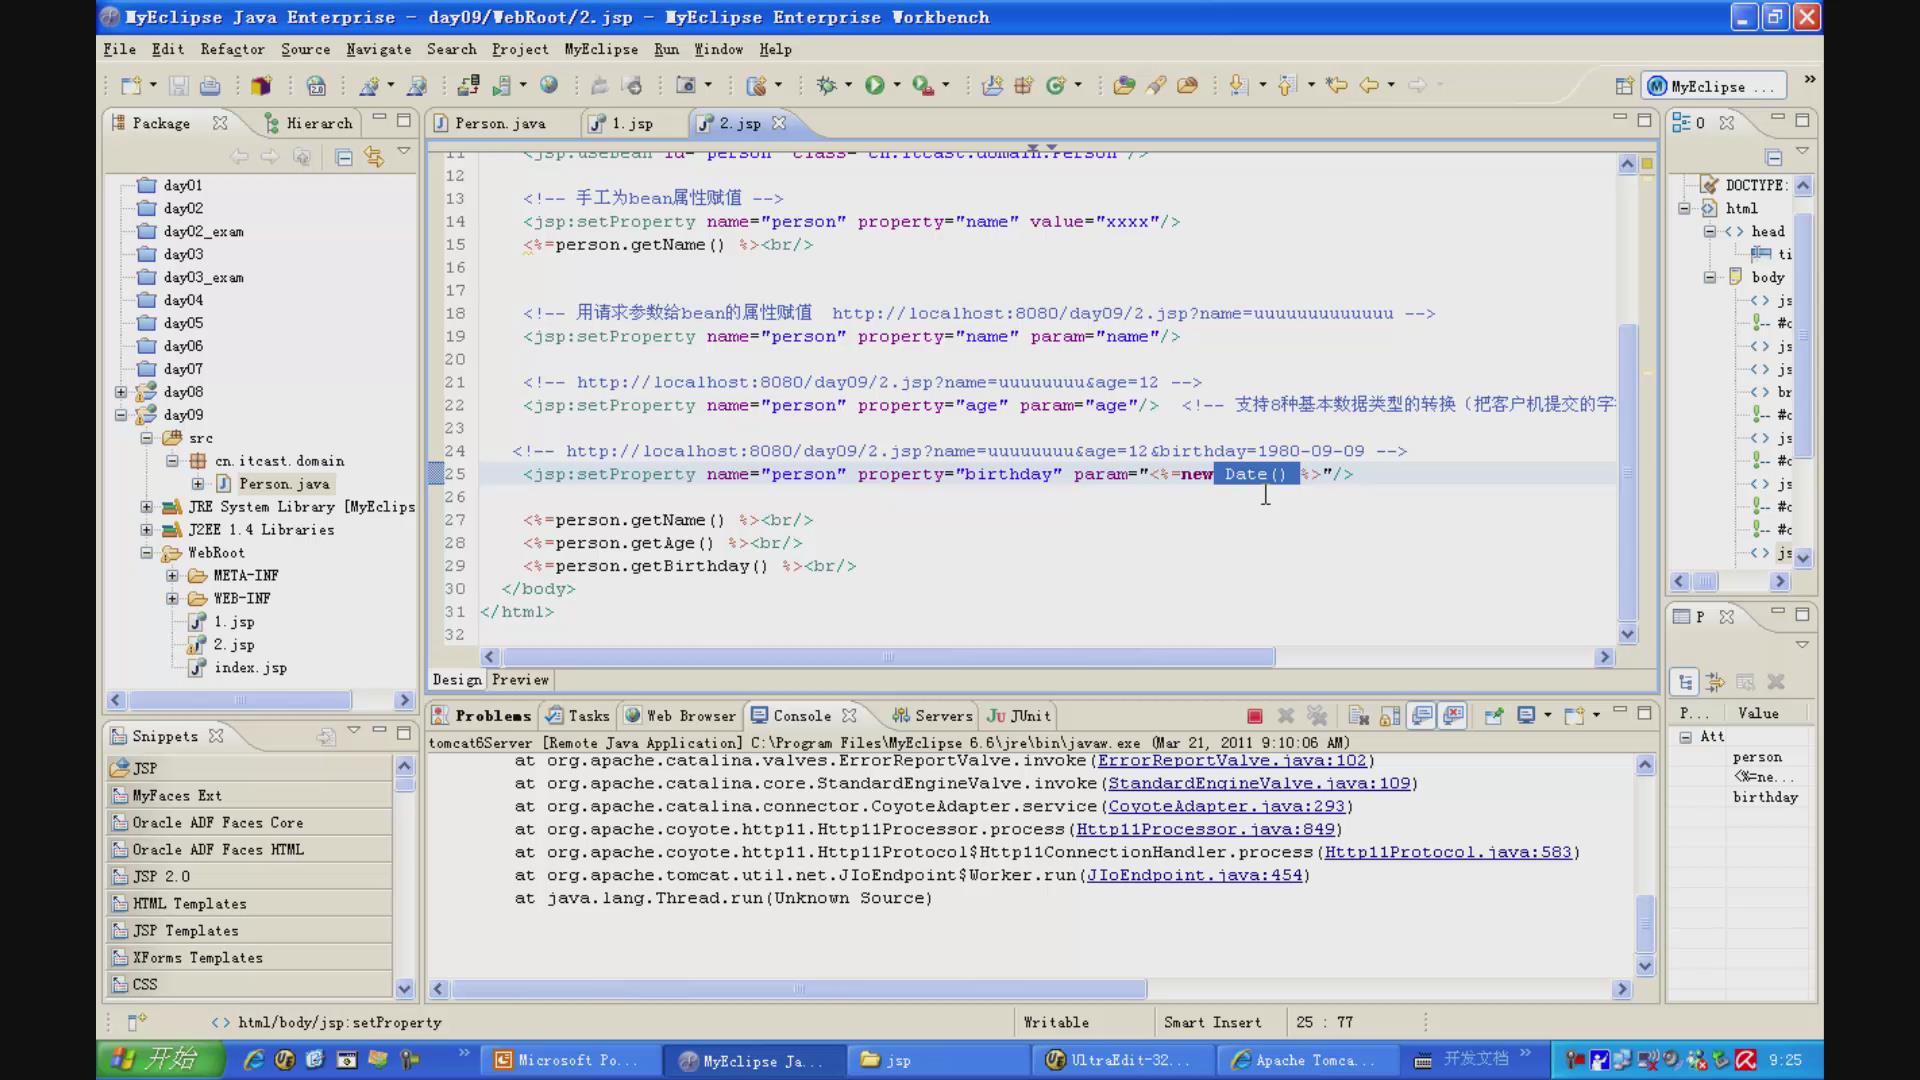 MyEclipse Java Enterprise - day09/WebRoot/2.jsp - MyEclipse Enterprise Workbench
File Edit Refactor Source Navigate Search Project MyEclipse Run Window Help
MyEclipse ...
Package
Hierarch
Person.java
1.jsp
2.jsp
O
day01
day02
day02_exam
day03
day03_exam
day04
day05
day06
day07
day08
day09
src
cn.itcast.domain
Person.java
JRE System Library [MyEclips
J2EE 1.4 Libraries
WebRoot
META-INF
WEB-INF
1.jsp
2.jsp
index.jsp
11 <jsp:useBean id="person" class="cn.itcast.domain.Person"/>
12
13 <!-- 手工为bean属性赋值 -->
14 <jsp:setProperty name="person" property="name" value="xxxx"/>
15 <%=person.getName() %><br/>
16
17
18 <!-- 用请求参数给bean的属性赋值 http://localhost:8080/day09/2.jsp?name=uuuuuuuuuuuuu -->
19 <jsp:setProperty name="person" property="name" param="name"/>
20
21 <!-- http://localhost:8080/day09/2.jsp?name=uuuuuuuu&age=12 -->
22 <jsp:setProperty name="person" property="age" param="age"/> <!-- 支持8种基本数据类型的转换（把客户机提交的字
23
24 <!-- http://localhost:8080/day09/2.jsp?name=uuuuuuuu&age=12&birthday=1980-09-09 -->
25 <jsp:setProperty name="person" property="birthday" param="<%=new Date() %>"/>
26
27 <%=person.getName() %><br/>
28 <%=person.getAge() %><br/>
29 <%=person.getBirthday() %><br/>
30 </body>
31 </html>
32
Design Preview
DOCTYPE:
html
head
ti
body
js
#c
js
js
br
#c
js
#c
js
#c
#c
js
P
P... Value
Att
person
<%=ne...
birthday
Snippets
JSP
MyFaces Ext
Oracle ADF Faces Core
Oracle ADF Faces HTML
JSP 2.0
HTML Templates
JSP Templates
XForms Templates
CSS
Problems Tasks Web Browser Console Servers JUnit
tomcat6Server [Remote Java Application] C:\Program Files\MyEclipse 6.6\jre\bin\javaw.exe (Mar 21, 2011 9:10:06 AM)
at org.apache.catalina.valves.ErrorReportValve.invoke(ErrorReportValve.java:102)
at org.apache.catalina.core.StandardEngineValve.invoke(StandardEngineValve.java:109)
at org.apache.catalina.connector.CoyoteAdapter.service(CoyoteAdapter.java:293)
at org.apache.coyote.http11.Http11Processor.process(Http11Processor.java:849)
at org.apache.coyote.http11.Http11Protocol$Http11ConnectionHandler.process(Http11Protocol.java:583)
at org.apache.tomcat.util.net.JIoEndpoint$Worker.run(JIoEndpoint.java:454)
at java.lang.Thread.run(Unknown Source)
html/body/jsp:setProperty
Writable
Smart Insert
25 : 77
开始
Microsoft Po...
MyEclipse Ja...
jsp
UltraEdit-32...
Apache Tomca...
开发文档
9:25